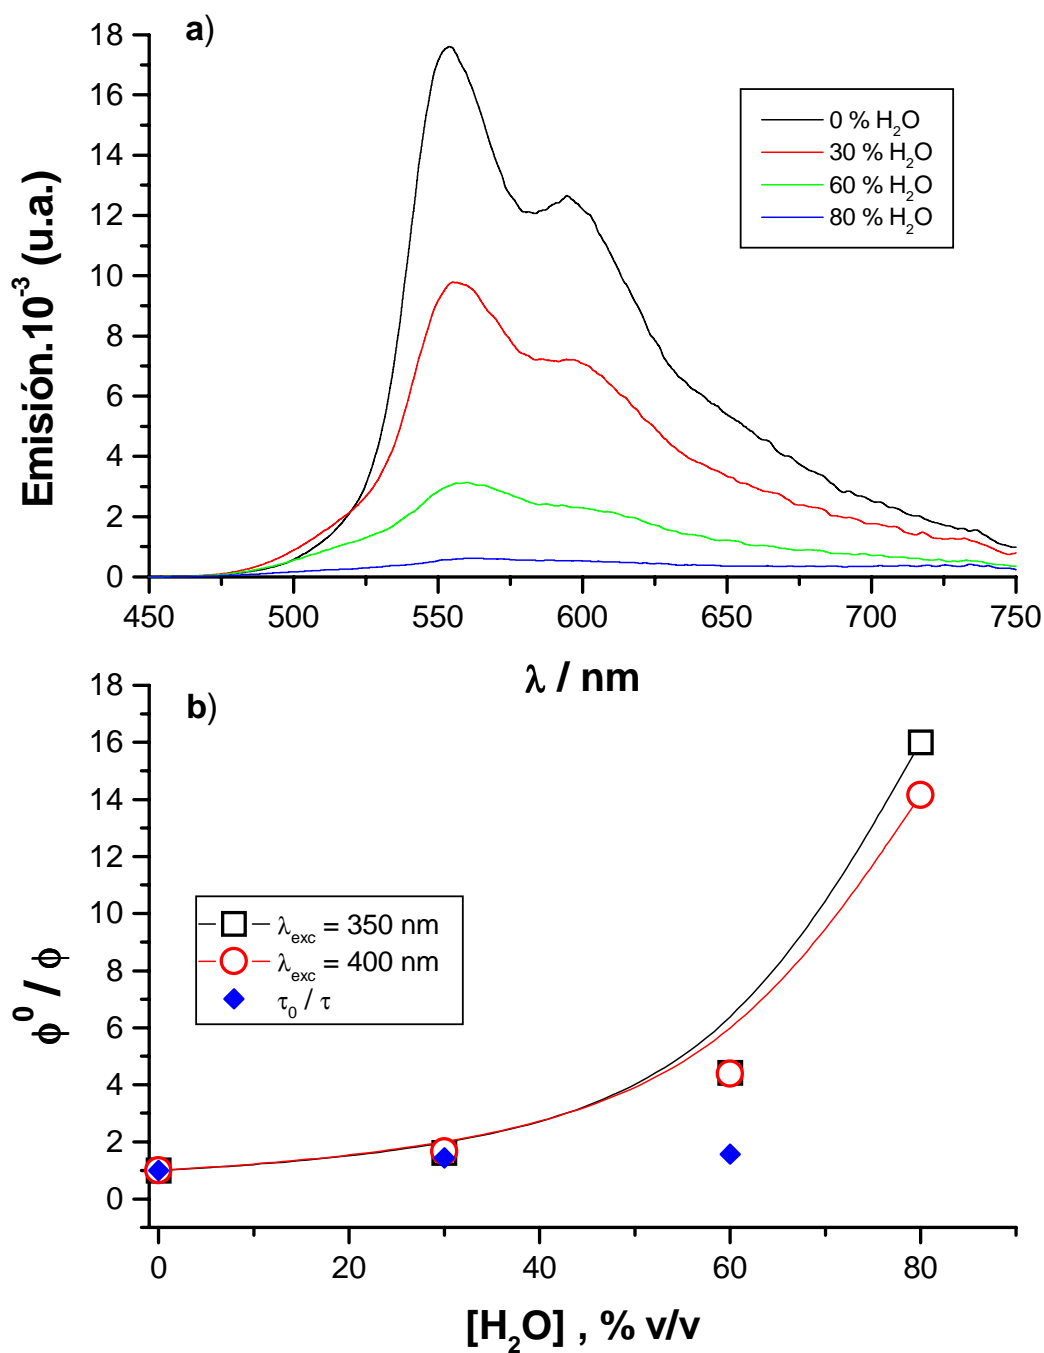 a)
18
16
14
12
10
8
6
4
2
0
Emisión.10⁻³ (u.a.)
0 % H₂O
30 % H₂O
60 % H₂O
80 % H₂O
450 500 550 600 650 700 750
λ / nm
b)
18
16
14
12
10
8
6
4
2
0
ϕ⁰ / ϕ
λexc = 350 nm
λexc = 400 nm
τ₀ / τ
0 20 40 60 80
[H₂O] , % v/v